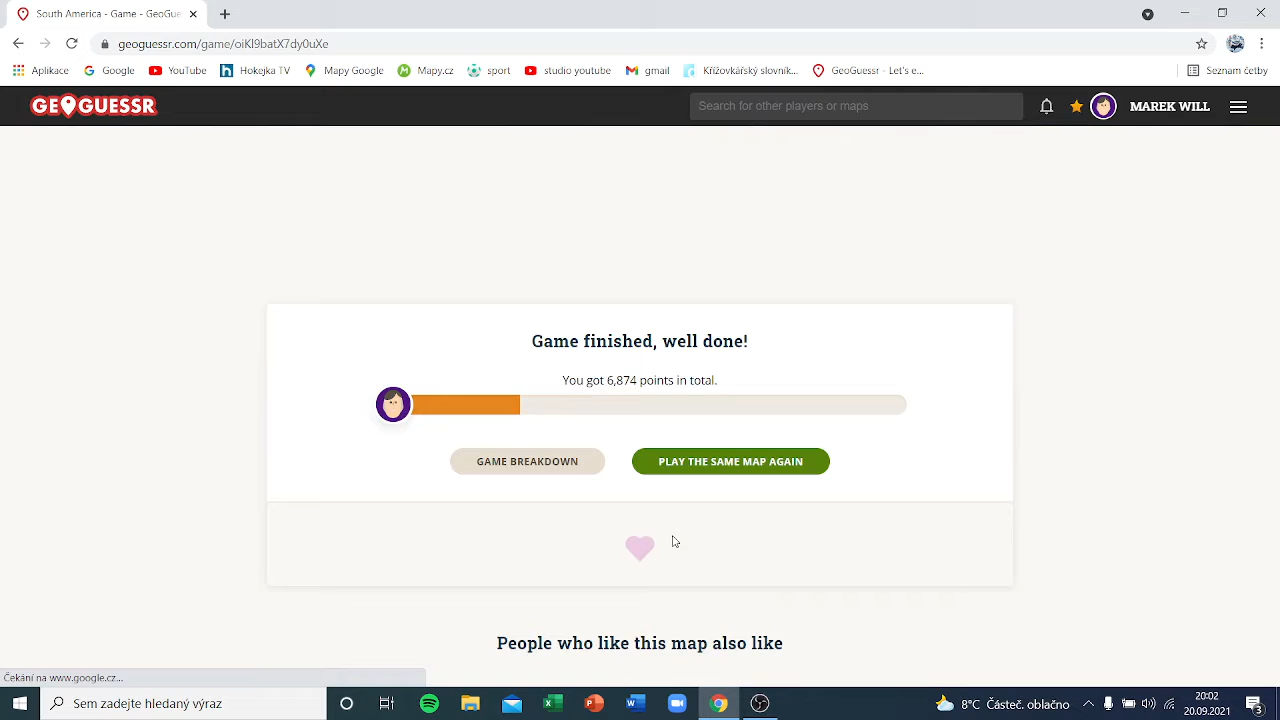 South America - Game - GeoGue
geoguessr.com/game/oiKl9batX7dy0uXe
Aplikace Google YouTube Hokejka TV Mapy Google Mapy.cz sport studio youtube gmail Křížovkářský slovník... GeoGuessr - Let's e... Seznam četby
GEOGUESSR Search for other players or maps MAREK WILL
Game finished, well done!
You got 6,874 points in total.
GAME BREAKDOWN PLAY THE SAME MAP AGAIN
People who like this map also like
Čekání na www.google.cz...
Sem zadejte hledaný výraz 8°C Částeč. oblačno 20:02
20.09.2021 3